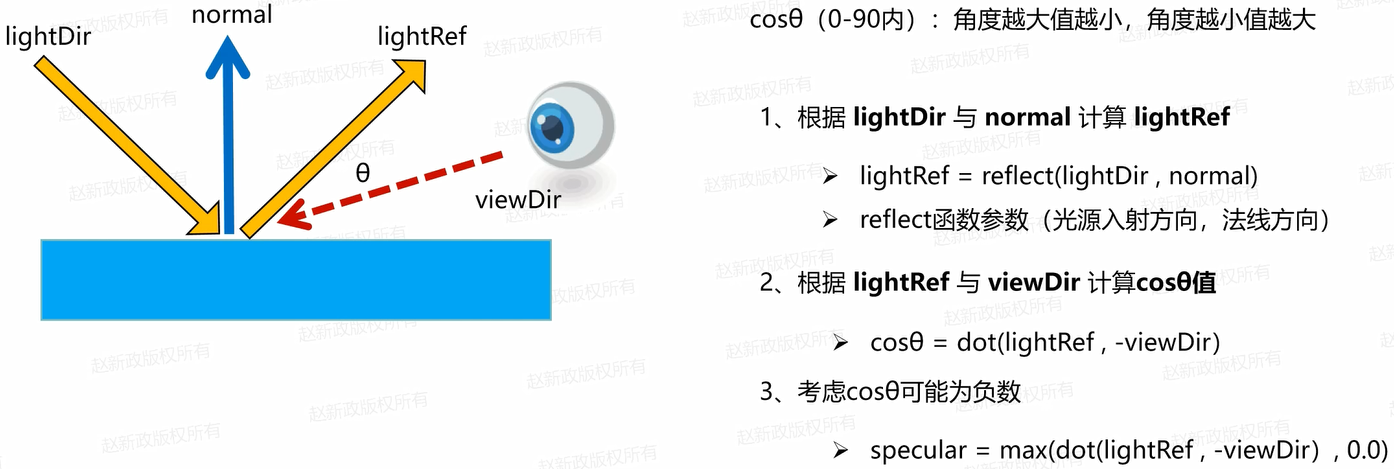 normal
lightDir
lightRef
θ
viewDir
cosθ（0-90内）：角度越大值越小，角度越小值越大
1、根据 lightDir 与 normal 计算 lightRef
➢ lightRef = reflect(lightDir , normal)
➢ reflect函数参数（光源入射方向，法线方向）
2、根据 lightRef 与 viewDir 计算cosθ值
➢ cosθ = dot(lightRef , -viewDir)
3、考虑cosθ可能为负数
➢ specular = max(dot(lightRef , -viewDir）, 0.0)
赵新政版权所有